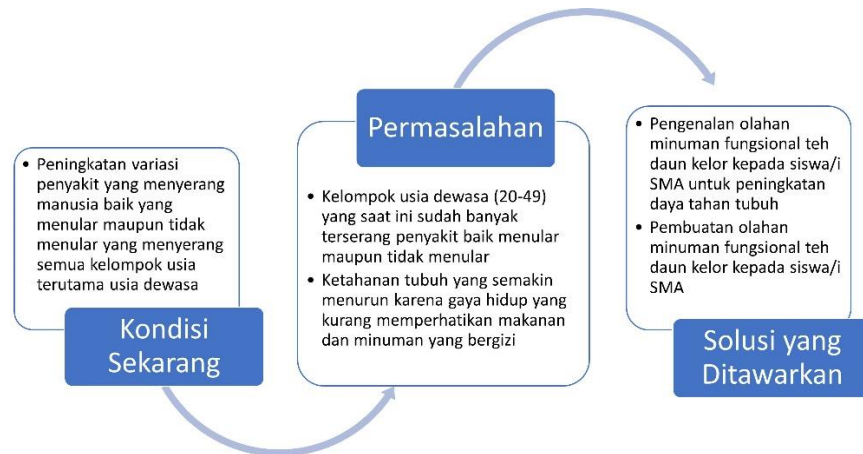 • Peningkatan variasi
penyakit yang menyerang
manusia baik yang
menular maupun tidak
menular yang menyerang
semua kelompok usia
terutama usia dewasa
Kondisi
Sekarang
Permasalahan
• Kelompok usia dewasa (20-49)
yang saat ini sudah banyak
terserang penyakit baik menular
maupun tidak menular
• Ketahanan tubuh yang semakin
menurun karena gaya hidup yang
kurang memperhatikan makanan
dan minuman yang bergizi
• Pengenalan olahan
minuman fungsional teh
daun kelor kepada siswa/i
SMA untuk peningkatan
daya tahan tubuh
• Pembuatan olahan
minuman fungsional teh
daun kelor kepada siswa/i
SMA
Solusi yang
Ditawarkan